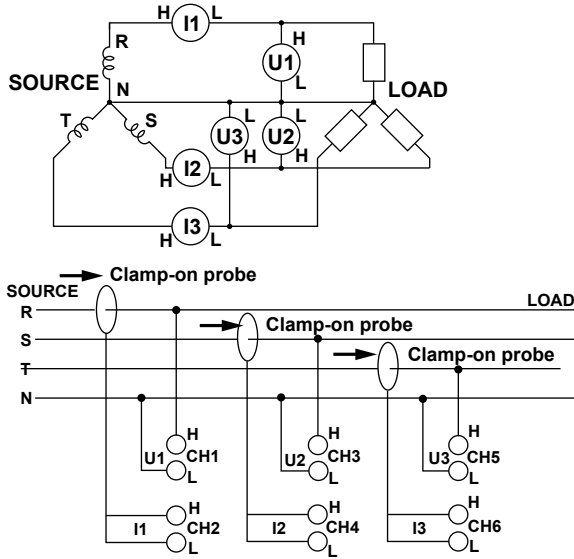 H I1 L
R
H
U1
L
SOURCE N LOAD
T S
L L
U3 U2
H H
H I2 L
H I3 L
Clamp-on probe
SOURCE LOAD
R
Clamp-on probe
S
Clamp-on probe
T
N
H H H
U1 CH1 U2 CH3 U3 CH5
L L L
H H H
I1 CH2 I2 CH4 I3 CH6
L L L